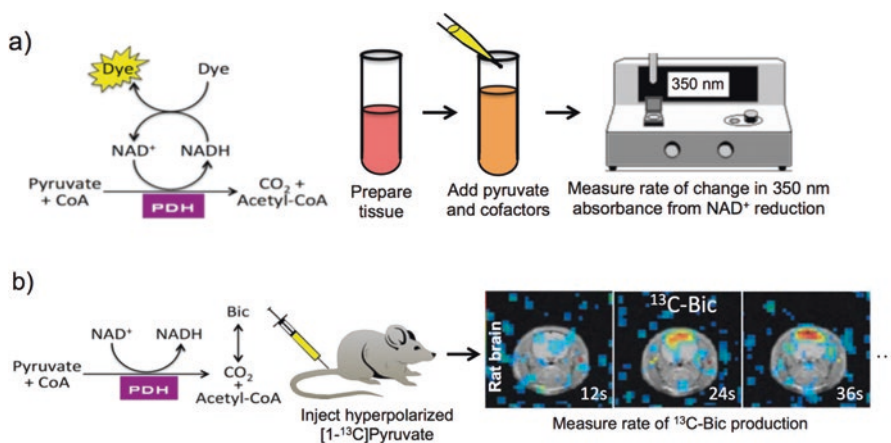 a)
Dye
Dye
NAD⁺
NADH
Pyruvate
+ CoA
CO₂ +
Acetyl-CoA
PDH
Prepare
tissue
Add pyruvate
and cofactors
350 nm
Measure rate of change in 350 nm
absorbance from NAD⁺ reduction
b)
NAD⁺
NADH
Bic
Pyruvate
+ CoA
CO₂
+
Acetyl-CoA
PDH
Inject hyperpolarized
[1-¹³C]Pyruvate
Rat brain
¹³C-Bic
12s
24s
36s
...
Measure rate of ¹³C-Bic production